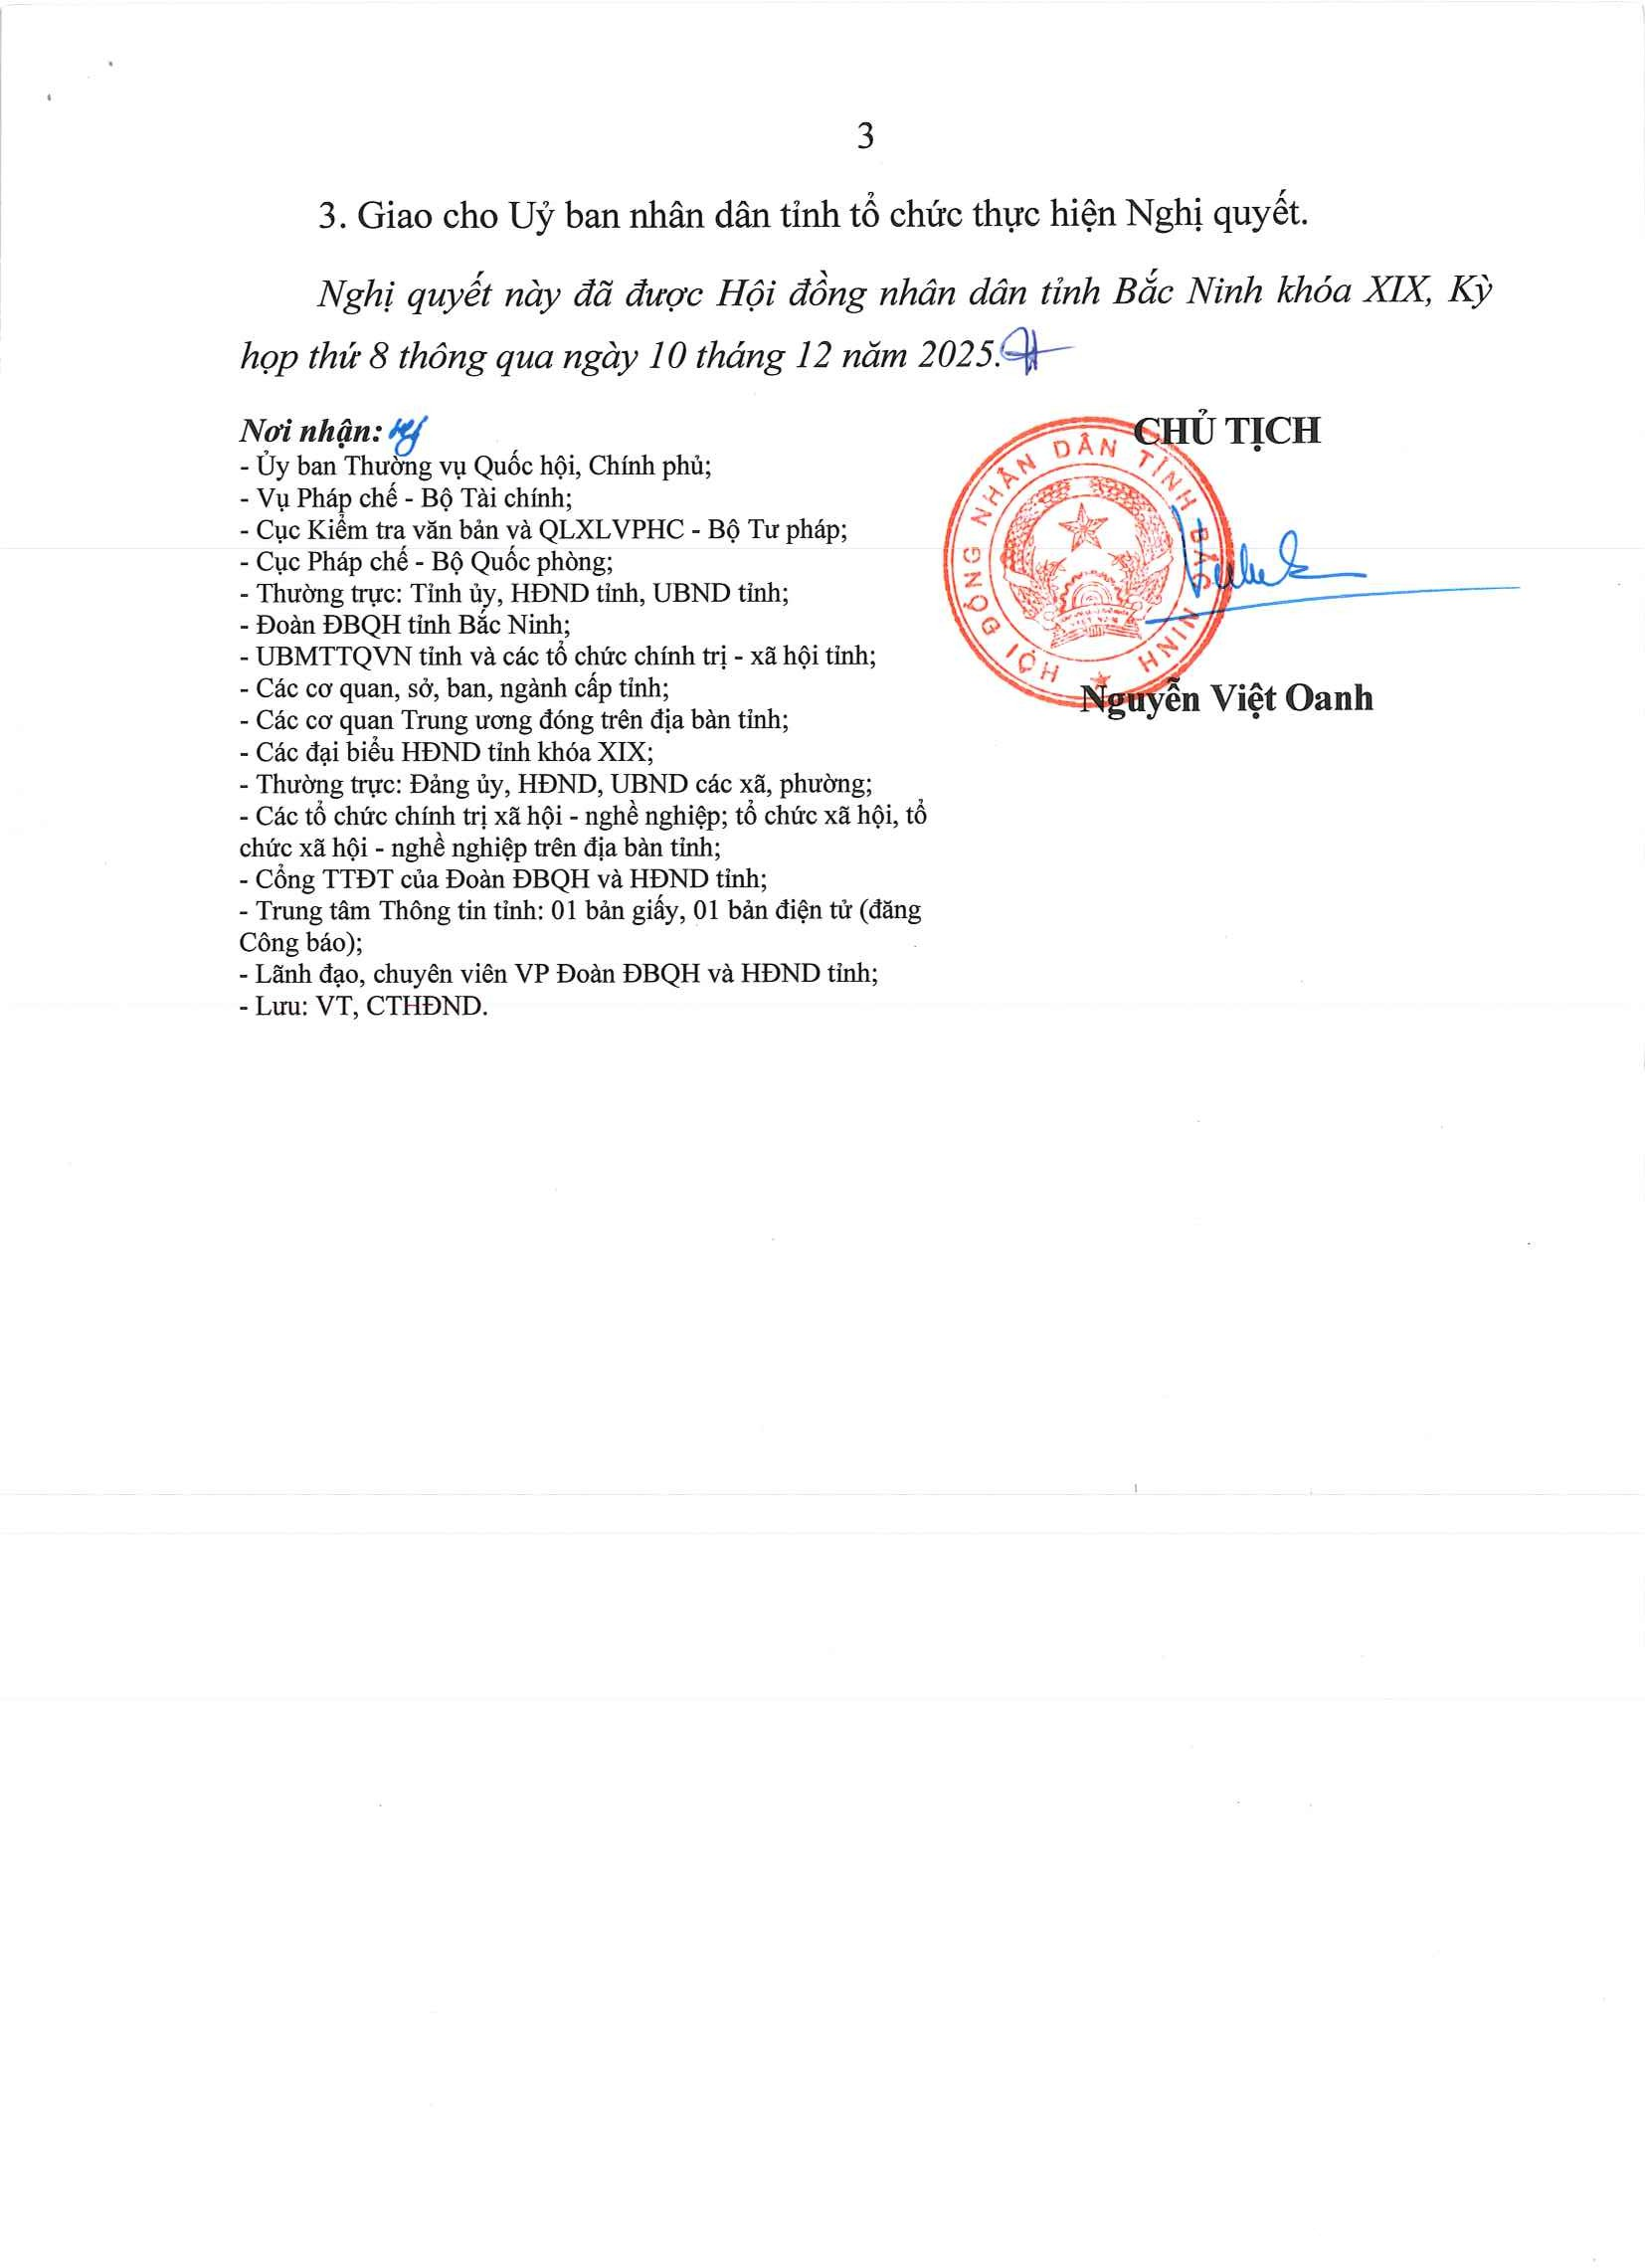 3
3. Giao cho Uỷ ban nhân dân tỉnh tổ chức thực hiện Nghị quyết.
Nghị quyết này đã được Hội đồng nhân dân tỉnh Bắc Ninh khóa XIX, Kỳ
họp thứ 8 thông qua ngày 10 tháng 12 năm 2025.
Nơi nhận:
- Ủy ban Thường vụ Quốc hội, Chính phủ;
- Vụ Pháp chế - Bộ Tài chính;
- Cục Kiểm tra văn bản và QLXLVPHC - Bộ Tư pháp;
- Cục Pháp chế - Bộ Quốc phòng;
- Thường trực: Tỉnh ủy, HĐND tỉnh, UBND tỉnh;
- Đoàn ĐBQH tỉnh Bắc Ninh;
- UBMTTQVN tỉnh và các tổ chức chính trị - xã hội tỉnh;
- Các cơ quan, sở, ban, ngành cấp tỉnh;
- Các cơ quan Trung ương đóng trên địa bàn tỉnh;
- Các đại biểu HĐND tỉnh khóa XIX;
- Thường trực: Đảng ủy, HĐND, UBND các xã, phường;
- Các tổ chức chính trị xã hội - nghề nghiệp; tổ chức xã hội, tổ
chức xã hội - nghề nghiệp trên địa bàn tỉnh;
- Cổng TTĐT của Đoàn ĐBQH và HĐND tỉnh;
- Trung tâm Thông tin tỉnh: 01 bản giấy, 01 bản điện tử (đăng
Công báo);
- Lãnh đạo, chuyên viên VP Đoàn ĐBQH và HĐND tỉnh;
- Lưu: VT, CTHĐND.
CHỦ TỊCH
HỘI ĐỒNG NHÂN DÂN TỈNH BẮC NINH
Nguyễn Việt Oanh